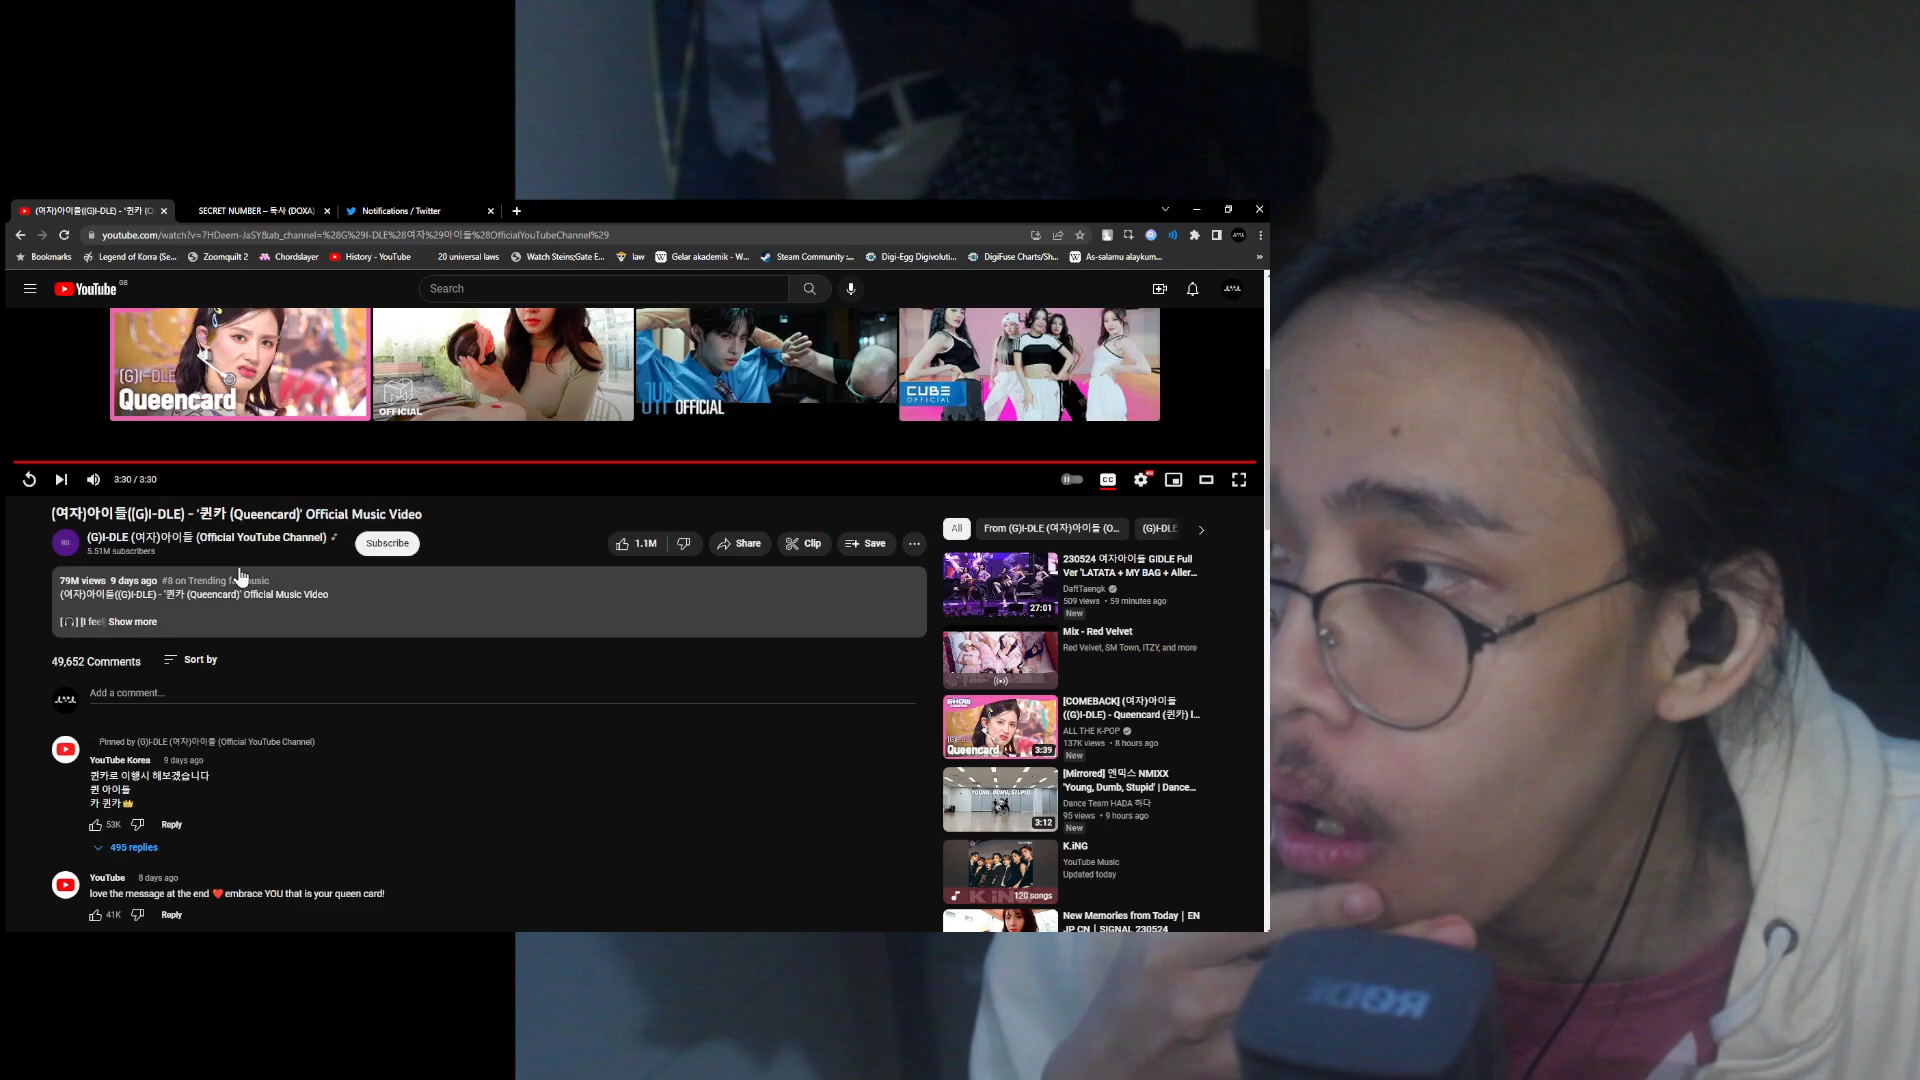 (여자)아이들((G)I-DLE) - '퀸카 (Q
SECRET NUMBER – 독사 (DOXA)
Notifications / Twitter
youtube.com/watch?v=7HDeem-JaSY&ab_channel=%28G%29I-DLE%28여자%29아이들%28OfficialYouTubeChannel%29
Bookmarks
Legend of Korra (Se...
Zoomquilt 2
Chordslayer
History - YouTube
20 universal laws
Watch Steins;Gate E...
law
Gelar akademik - W...
Steam Community :...
Digi-Egg Digivoluti...
DigiFuse Charts/Sh...
As-salamu alaykum...
YouTube GB
Search
(G)I-DLE
Queencard
OFFICIAL
JYP OFFICIAL
CUBE
OFFICIAL
3:30 / 3:30
CC
(여자)아이들((G)I-DLE) - '퀸카 (Queencard)' Official Music Video
(G)I-DLE (여자)아이들 (Official YouTube Channel)
5.51M subscribers
Subscribe
1.1M
Share
Clip
Save
79M views 9 days ago #8 on Trending
(여자)아이들((G)I-DLE) - '퀸카 (Queencard)' Official Music Video
[🎧] [I feel Show more
49,652 Comments
Sort by
Add a comment...
Pinned by (G)I-DLE (여자)아이들 (Official YouTube Channel)
YouTube Korea 9 days ago
퀸카로 이행시 해보겠습니다
퀸 아이들
카 퀸카👑
53K
Reply
495 replies
YouTube 8 days ago
love the message at the end ❤️embrace YOU that is your queen card!
41K
Reply
All
From (G)I-DLE (여자)아이들 (O...
(G)I-DLE
27:01
230524 여자아이들 GIDLE Full
Ver 'LATATA + MY BAG + Aller...
DaftTaengk
509 views • 59 minutes ago
New
Mix - Red Velvet
Red Velvet, SM Town, ITZY, and more
Queencard
3:39
[COMEBACK] (여자)아이들
((G)I-DLE) - Queencard (퀸카) l...
ALL THE K-POP
137K views • 8 hours ago
New
YOUNG, DUMB, STUPID
3:12
[Mirrored] 엔믹스 NMIXX
'Young, Dumb, Stupid' | Dance...
Dance Team HADA 하다
95 views • 9 hours ago
New
K.iNG
120 songs
K.iNG
YouTube Music
Updated today
New Memories from Today | EN
JP CN | SIGNAL 230524
RODE